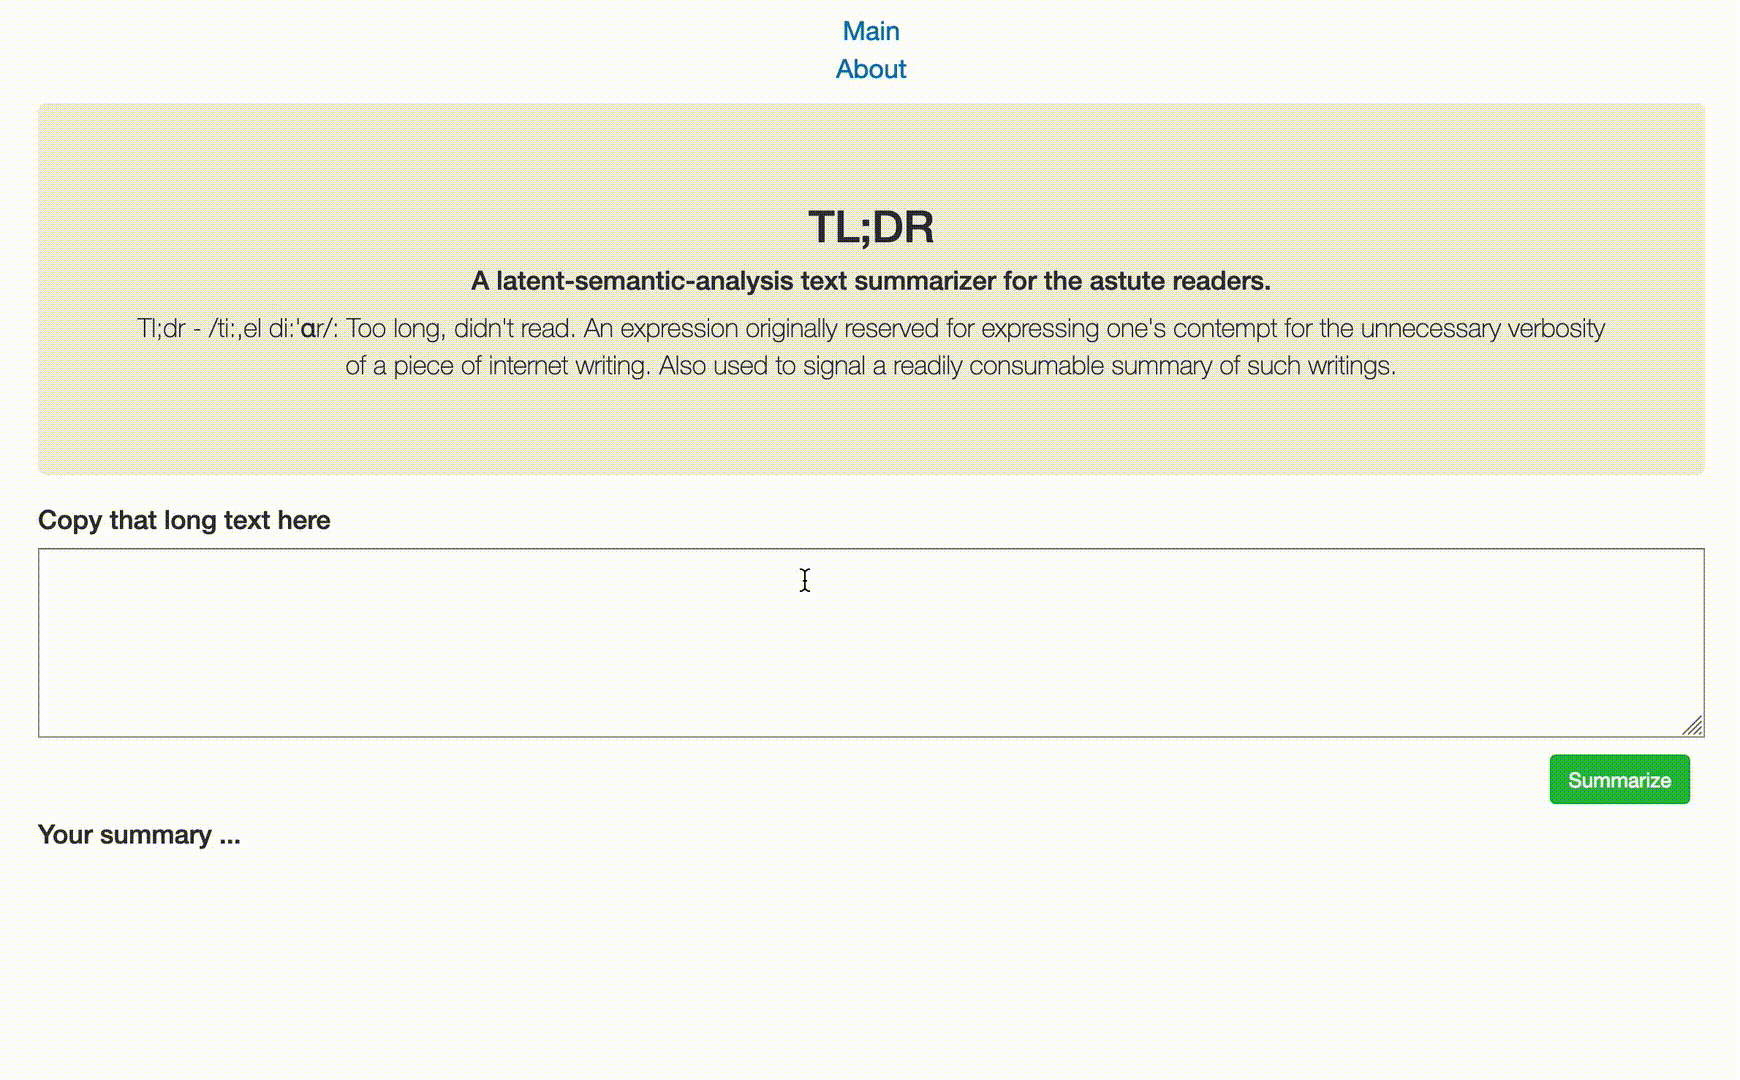 Main
About
TL;DR
A latent-semantic-analysis text summarizer for the astute readers.
Tl;dr - /ti:,el di:'ɑr/: Too long, didn't read. An expression originally reserved for expressing one's contempt for the unnecessary verbosity
of a piece of internet writing. Also used to signal a readily consumable summary of such writings.
Copy that long text here
Summarize
Your summary ...